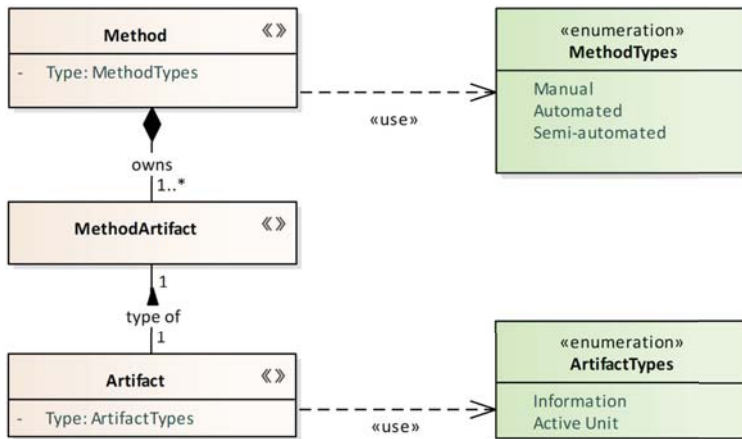 Method
- Type: MethodTypes
«enumeration»
MethodTypes
Manual
Automated
Semi-automated
«use»
owns
1..*
MethodArtifact
1
type of
1
Artifact
- Type: ArtifactTypes
«enumeration»
ArtifactTypes
Information
Active Unit
«use»